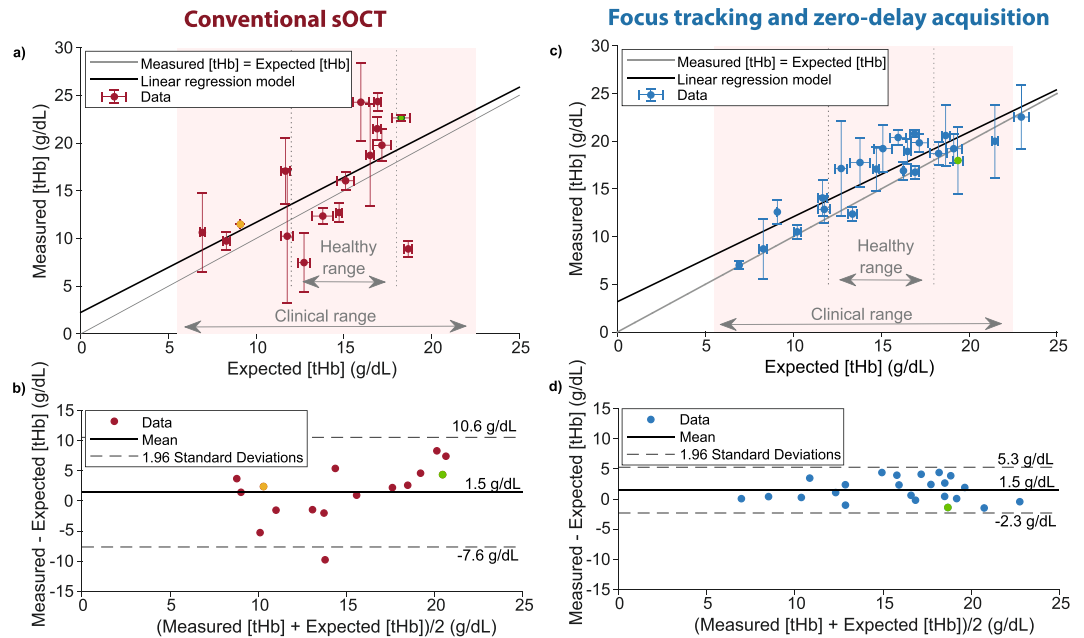 Conventional sOCT
Focus tracking and zero-delay acquisition
a)
30
25
20
15
10
5
0
Measured [tHb] (g/dL)
Measured [tHb] = Expected [tHb]
Linear regression model
Data
Healthy
range
Clinical range
0
5
10
15
20
25
Expected [tHb] (g/dL)
c)
30
25
20
15
10
5
0
Measured [tHb] (g/dL)
Measured [tHb] = Expected [tHb]
Linear regression model
Data
Healthy
range
Clinical range
0
5
10
15
20
25
Expected [tHb] (g/dL)
b)
15
10
5
0
-5
-10
-15
Measured - Expected [tHb] (g/dL)
Data
Mean
1.96 Standard Deviations
10.6 g/dL
1.5 g/dL
-7.6 g/dL
0
5
10
15
20
25
(Measured [tHb] + Expected [tHb])/2 (g/dL)
d)
15
10
5
0
-5
-10
-15
Measured - Expected [tHb] (g/dL)
Data
Mean
1.96 Standard Deviations
5.3 g/dL
1.5 g/dL
-2.3 g/dL
0
5
10
15
20
25
(Measured [tHb] + Expected [tHb])/2 (g/dL)